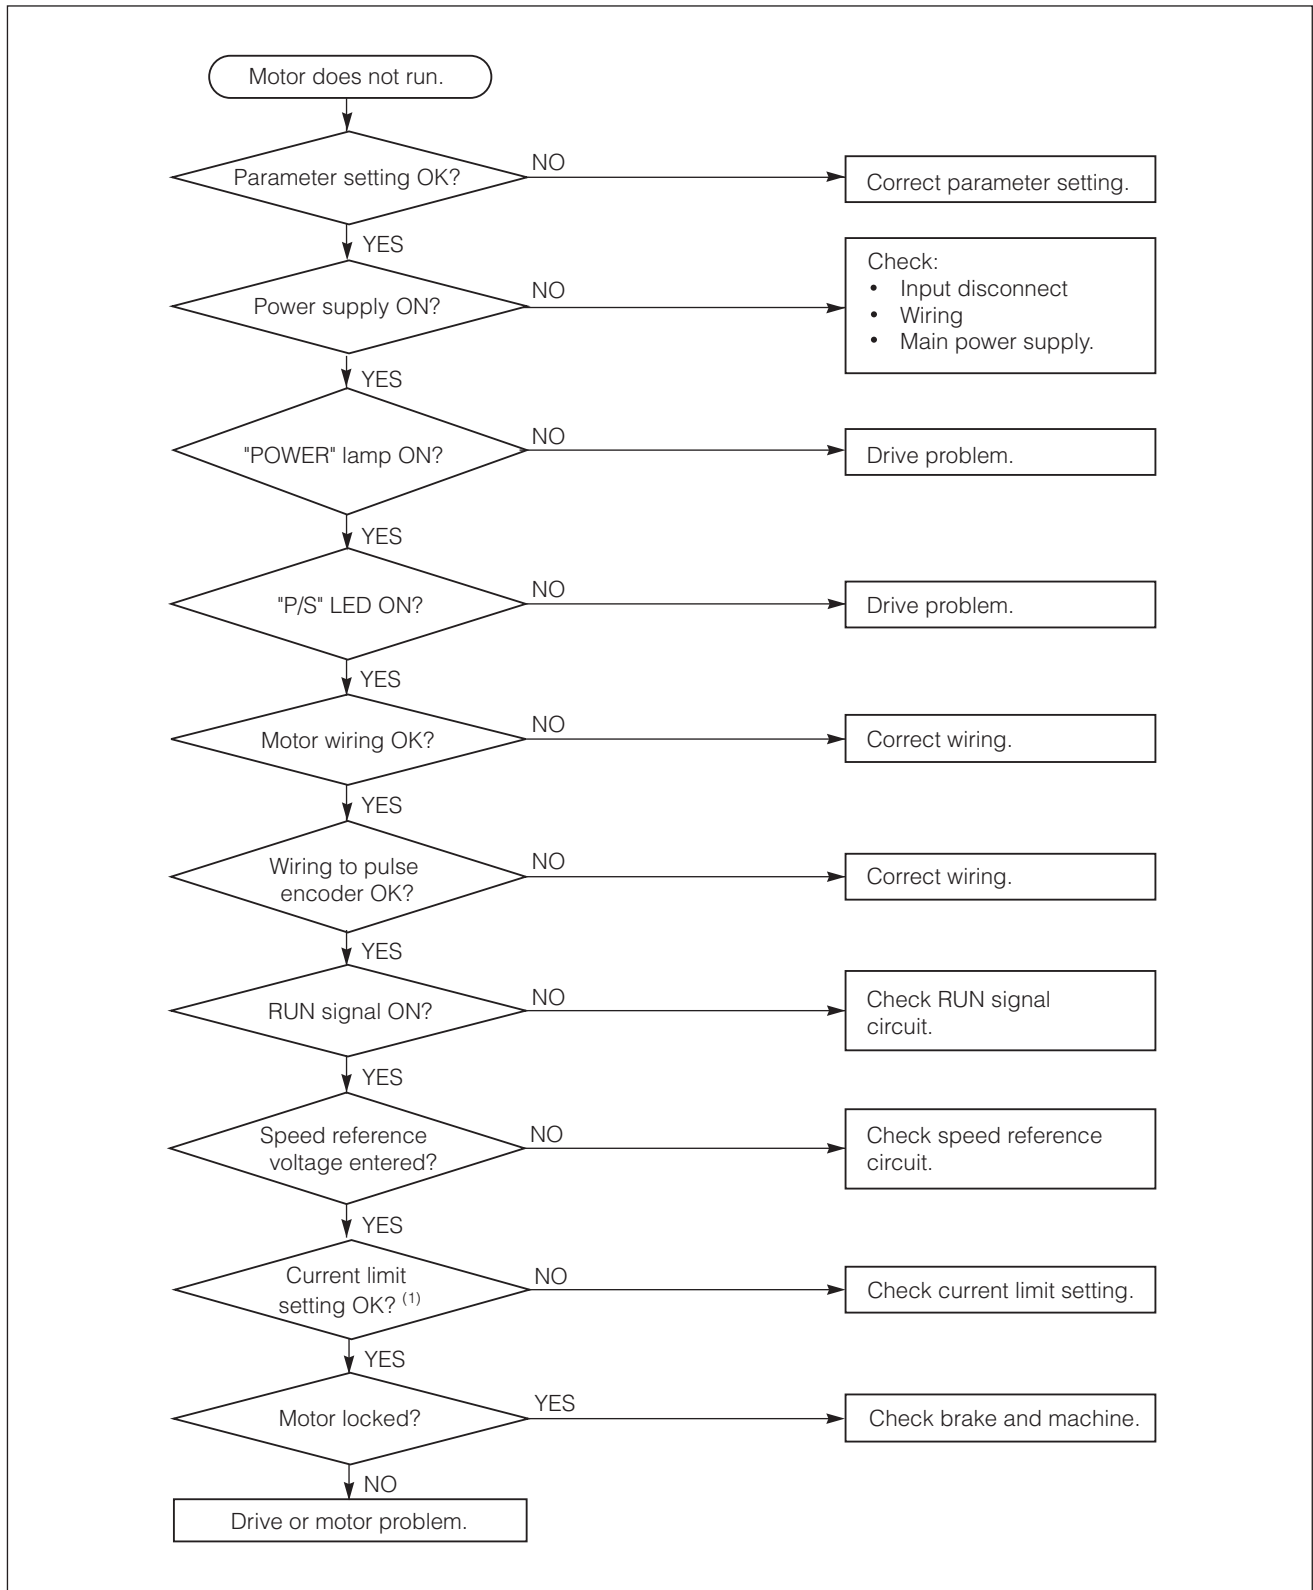 Motor does not run.
Parameter setting OK?
NO
Correct parameter setting.
YES
Power supply ON?
NO
Check:
• Input disconnect
• Wiring
• Main power supply.
YES
"POWER" lamp ON?
NO
Drive problem.
YES
"P/S" LED ON?
NO
Drive problem.
YES
Motor wiring OK?
NO
Correct wiring.
YES
Wiring to pulse
encoder OK?
NO
Correct wiring.
YES
RUN signal ON?
NO
Check RUN signal
circuit.
YES
Speed reference
voltage entered?
NO
Check speed reference
circuit.
YES
Current limit
setting OK? (1)
NO
Check current limit setting.
YES
Motor locked?
YES
Check brake and machine.
NO
Drive or motor problem.